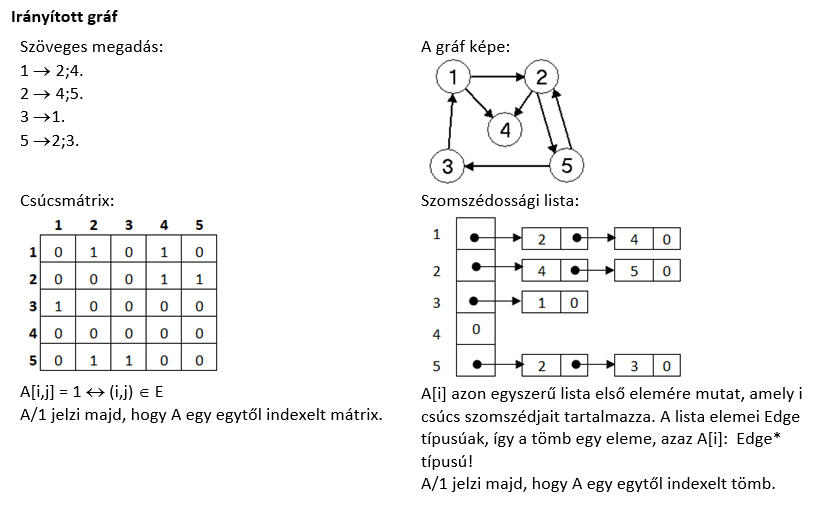 Irányított gráf
Szöveges megadás:
1 → 2;4.
2 → 4;5.
3 →1.
5 →2;3.
A gráf képe:
1 2
4
3 5
Csúcsmátrix:
1 2 3 4 5
1 0 1 0 1 0
2 0 0 0 1 1
3 1 0 0 0 0
4 0 0 0 0 0
5 0 1 1 0 0
A[i,j] = 1 ↔ (i,j) ∈ E
A/1 jelzi majd, hogy A egy egytől indexelt mátrix.
Szomszédossági lista:
1 2 4 0
2 4 5 0
3 1 0
4 0
5 2 3 0
A[i] azon egyszerű lista első elemére mutat, amely i
csúcs szomszédjait tartalmazza. A lista elemei Edge
típusúak, így a tömb egy eleme, azaz A[i]: Edge*
típusú!
A/1 jelzi majd, hogy A egy egytől indexelt tömb.